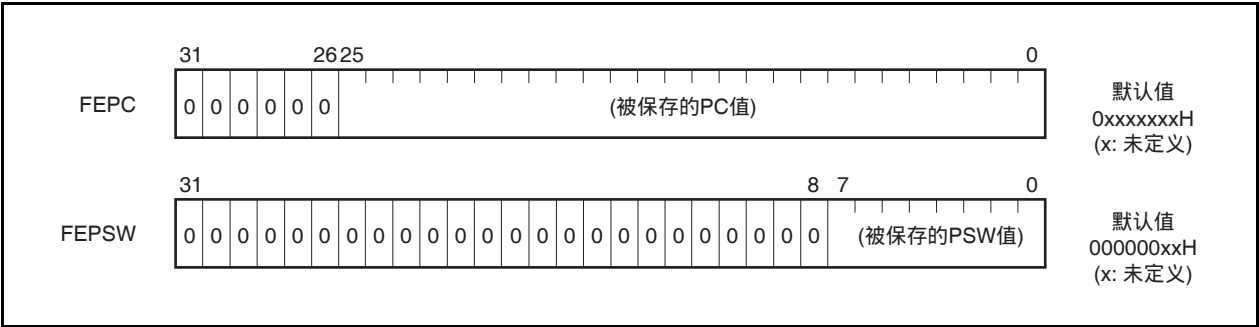 31 26 25 0
FEPC 0 0 0 0 0 0 (被保存的PC值) 默认值
0xxxxxxxH
(x: 未定义)
31 8 7 0
FEPSW 0 0 0 0 0 0 0 0 0 0 0 0 0 0 0 0 0 0 0 0 0 0 0 0 (被保存的PSW值) 默认值
000000xxH
(x: 未定义)